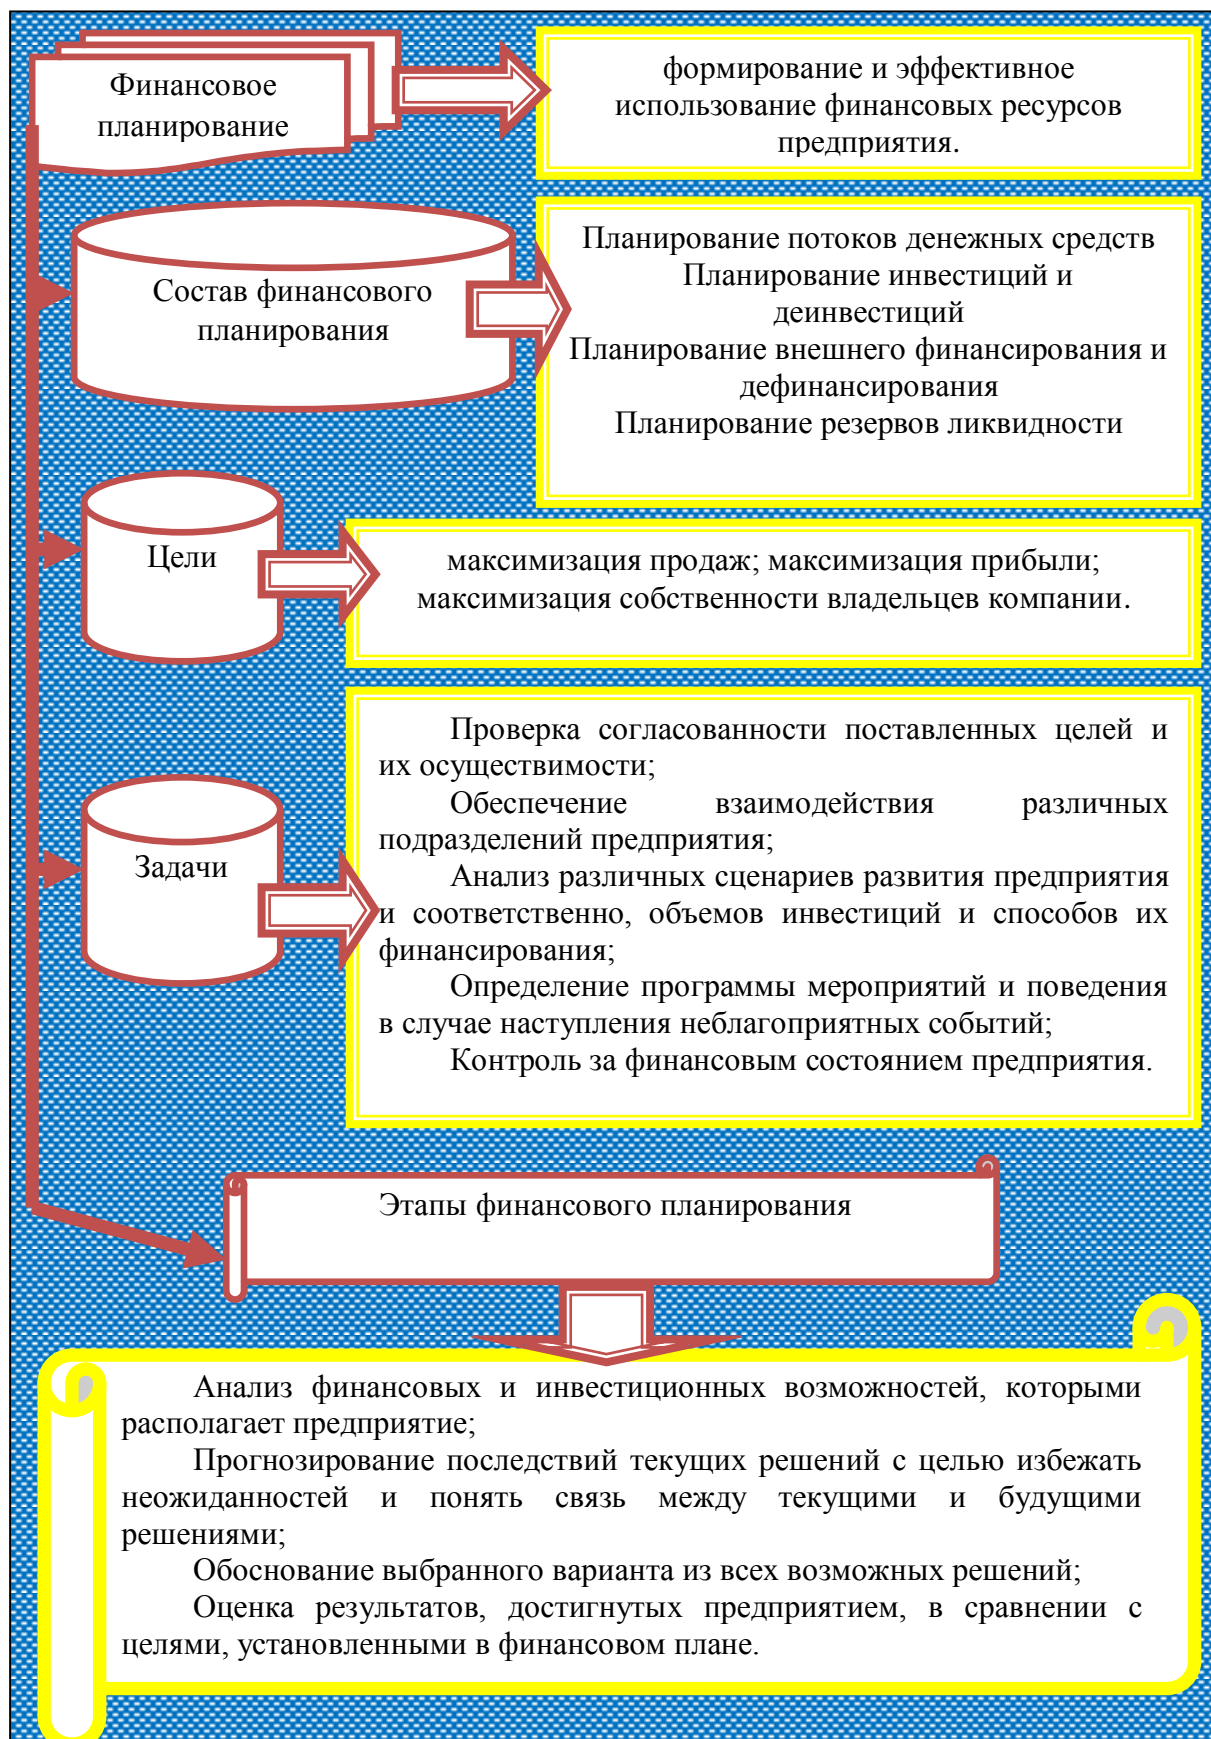 Финансовое
планирование
формирование и эффективное
использование финансовых ресурсов
предприятия.
Состав финансового
планирования
Планирование потоков денежных средств
Планирование инвестиций и
деинвестиций
Планирование внешнего финансирования и
дефинансирования
Планирование резервов ликвидности
Цели
максимизация продаж; максимизация прибыли;
максимизация собственности владельцев компании.
Задачи
Проверка согласованности поставленных целей и
их осуществимости;
Обеспечение взаимодействия различных
подразделений предприятия;
Анализ различных сценариев развития предприятия
и соответственно, объемов инвестиций и способов их
финансирования;
Определение программы мероприятий и поведения
в случае наступления неблагоприятных событий;
Контроль за финансовым состоянием предприятия.
Этапы финансового планирования
Анализ финансовых и инвестиционных возможностей, которыми
располагает предприятие;
Прогнозирование последствий текущих решений с целью избежать
неожиданностей и понять связь между текущими и будущими
решениями;
Обоснование выбранного варианта из всех возможных решений;
Оценка результатов, достигнутых предприятием, в сравнении с
целями, установленными в финансовом плане.